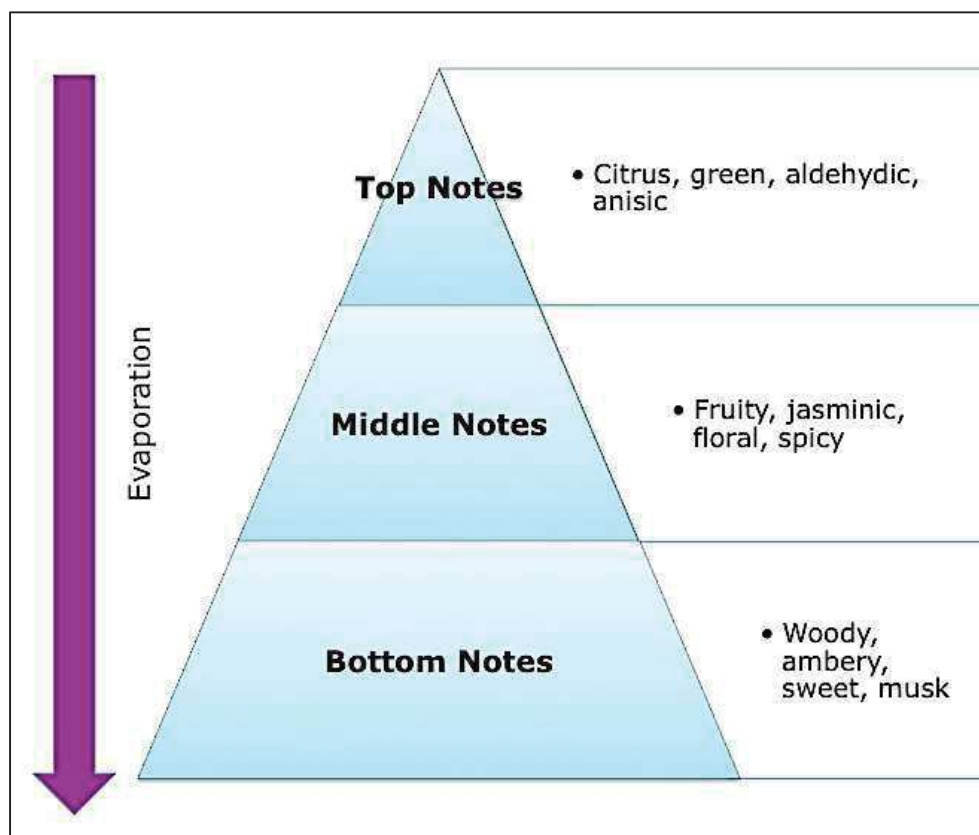 Top Notes
• Citrus, green, aldehydic,
anisic
Evaporation
Middle Notes
• Fruity, jasminic,
floral, spicy
Bottom Notes
• Woody,
ambery,
sweet, musk